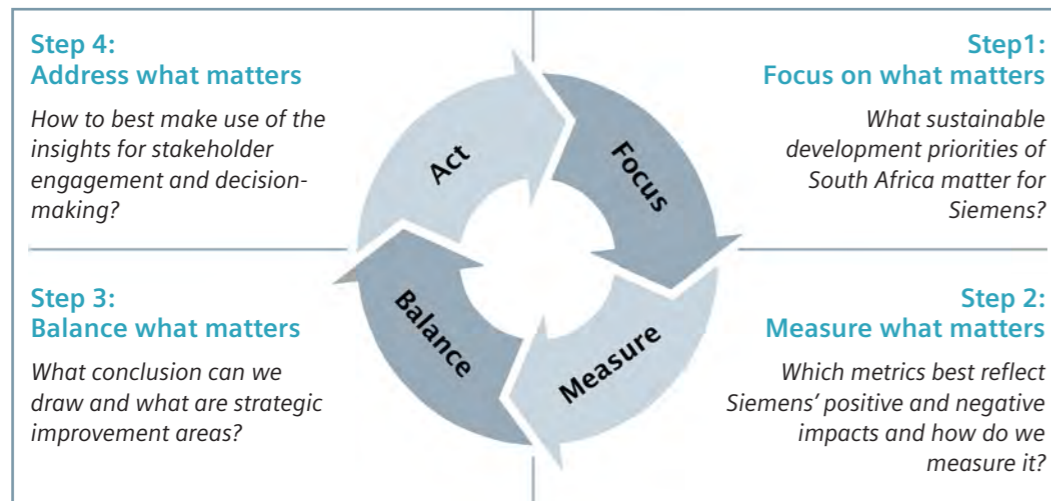 Step 4:
Address what matters
How to best make use of the
insights for stakeholder
engagement and decision-
making?
Step1:
Focus on what matters
What sustainable
development priorities of
South Africa matter for
Siemens?
Act
Focus
Balance
Measure
Step 3:
Balance what matters
What conclusion can we
draw and what are strategic
improvement areas?
Step 2:
Measure what matters
Which metrics best reflect
Siemens’ positive and negative
impacts and how do we
measure it?